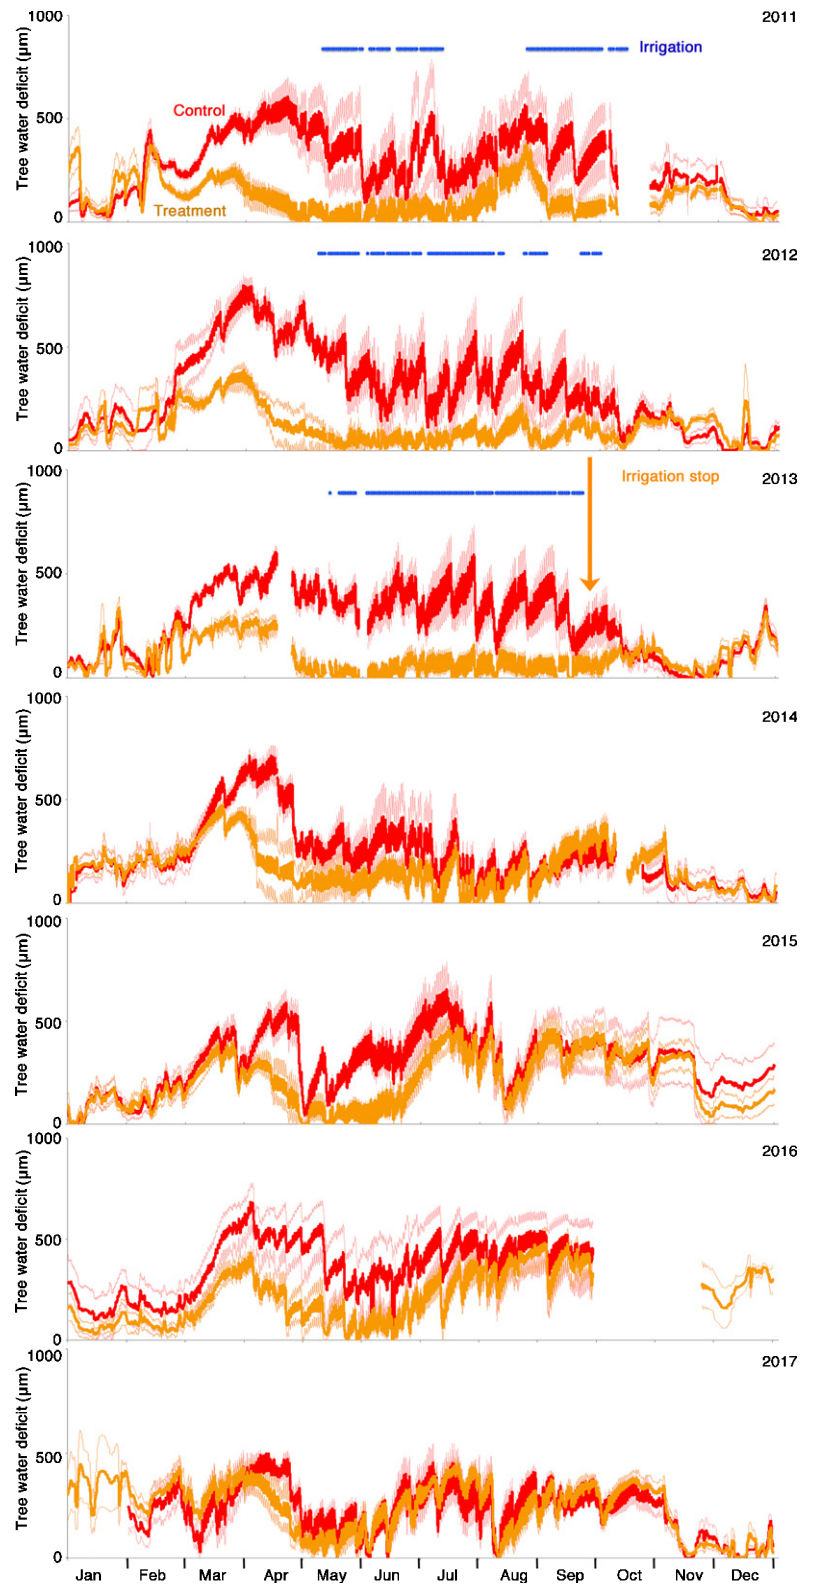 1000
2011
Irrigation
Control
500
Treatment
0
Tree water deficit (μm)
1000
2012
500
0
Tree water deficit (μm)
1000
Irrigation stop
2013
500
0
Tree water deficit (μm)
1000
2014
500
0
Tree water deficit (μm)
1000
2015
500
0
Tree water deficit (μm)
1000
2016
500
0
Tree water deficit (μm)
1000
2017
500
0
Tree water deficit (μm)
Jan Feb Mar Apr May Jun Jul Aug Sep Oct Nov Dec